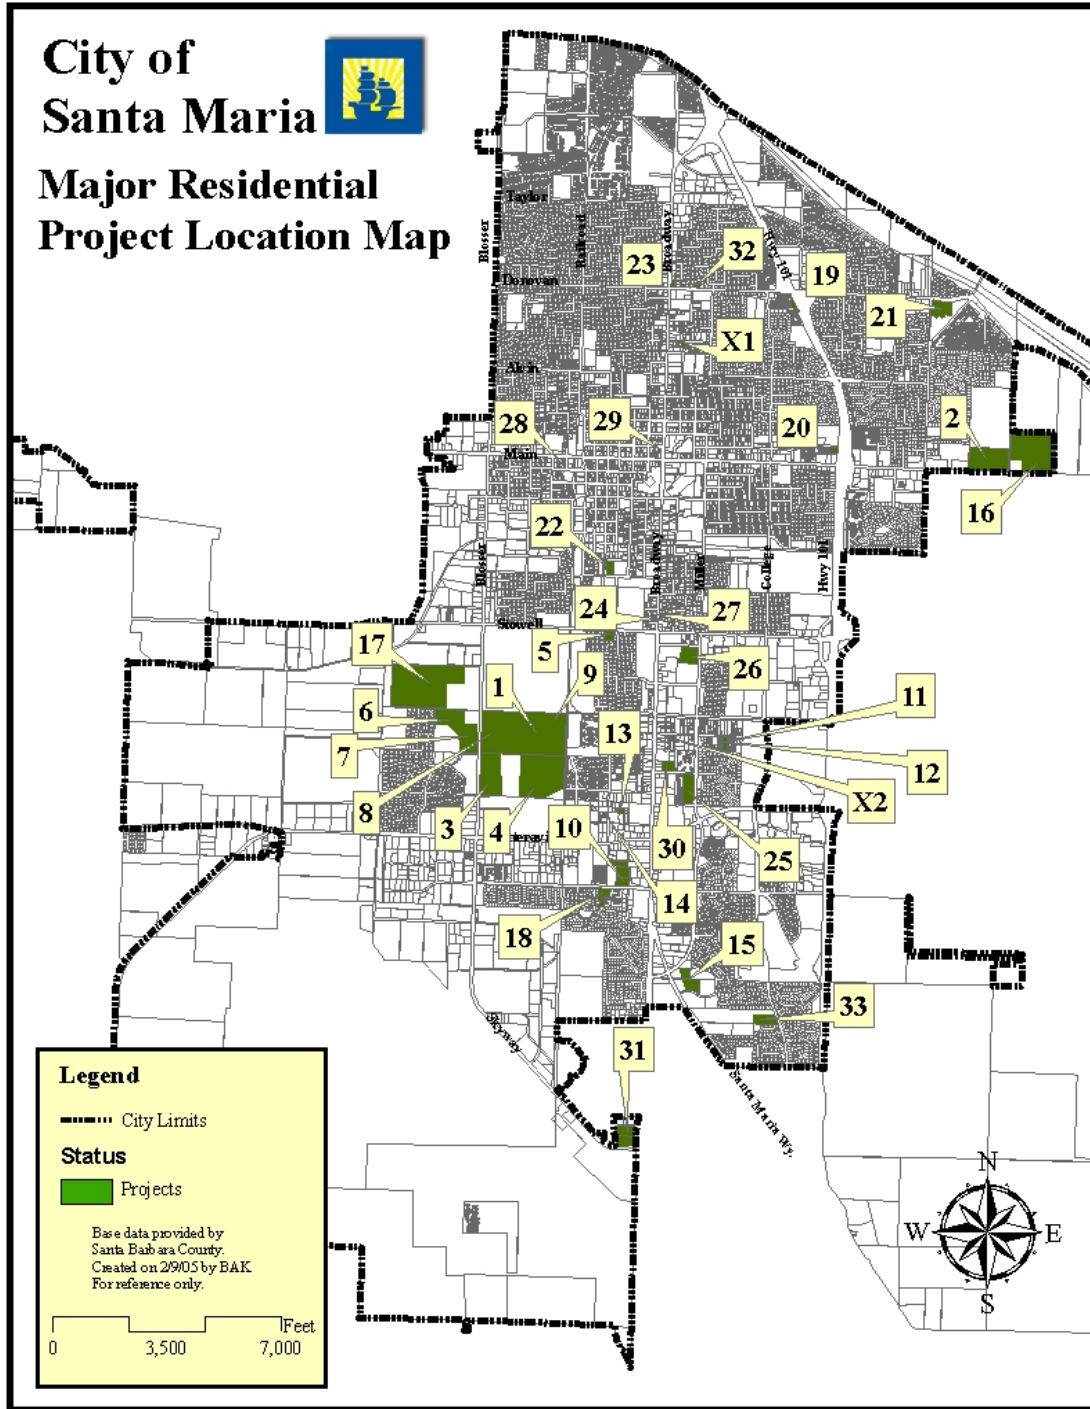 City of
Santa Maria
Major Residential
Project Location Map
Taylor
Blosser
Railroad
Broadway
Hwy 101
23
32
19
Donovan
21
X1
Alvin
28
29
20
2
Main
16
22
Blosser
Broadway
Miller
College
Hwy 101
24
27
Stowell
5
17
26
1
9
6
11
13
7
12
X2
8
3
4
10
30
25
14
18
15
33
Skyway
31
Santa Maria Wy.
Legend
City Limits
Status
Projects
Base data provided by
Santa Barbara County.
Created on 2/9/05 by BAK
For reference only.
Feet
0 3,500 7,000
N
W E
S